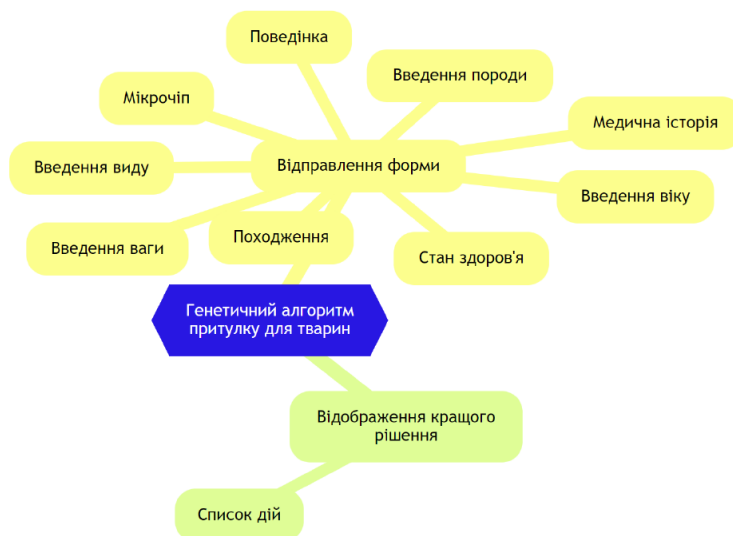 Поведінка
Введення породи
Мікрочіп
Медична історія
Введення виду
Відправлення форми
Введення віку
Введення ваги
Походження
Стан здоров'я
Генетичний алгоритм
притулку для тварин
Відображення кращого
рішення
Список дій